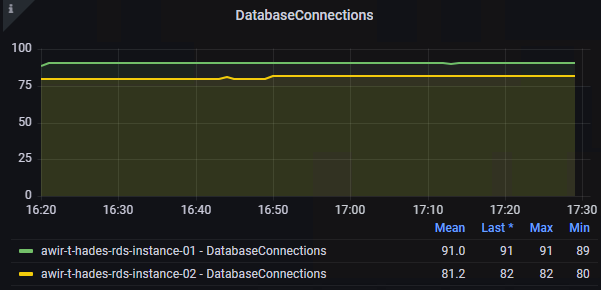 i
DatabaseConnections
100
75
50
25
0
16:20 16:30 16:40 16:50 17:00 17:10 17:20 17:30
Mean Last * Max Min
awir-t-hades-rds-instance-01 - DatabaseConnections 91.0 91 91 89
awir-t-hades-rds-instance-02 - DatabaseConnections 81.2 82 82 80